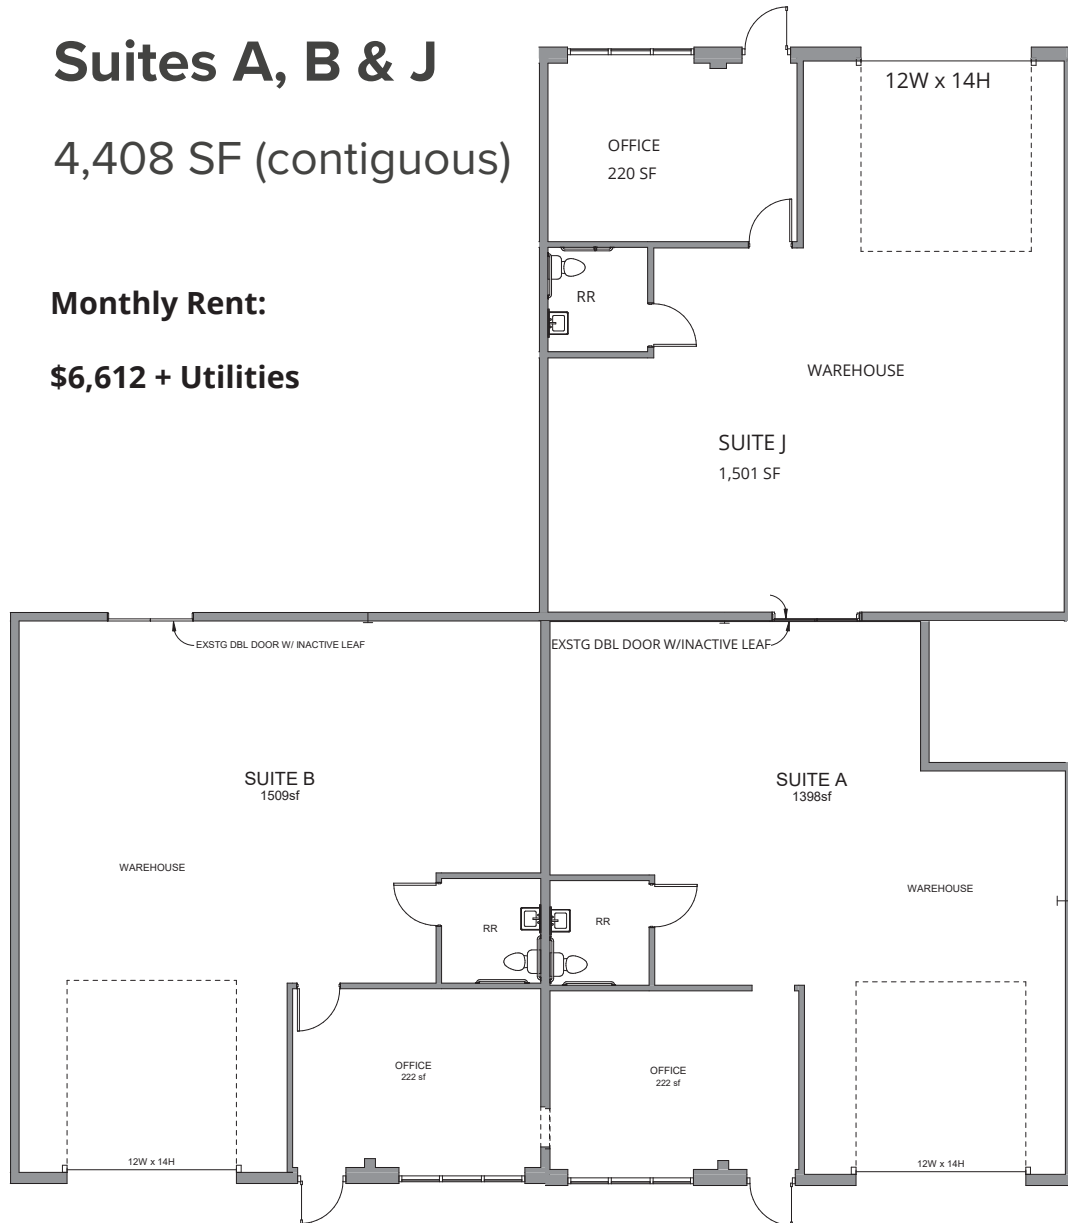 Suites A, B & J
4,408 SF (contiguous)
Monthly Rent:
$6,612 + Utilities
12W x 14H
OFFICE
220 SF
RR
WAREHOUSE
SUITE J
1,501 SF
EXSTG DBL DOOR W/ INACTIVE LEAF
EXSTG DBL DOOR W/INACTIVE LEAF
SUITE B
1509sf
SUITE A
1398sf
WAREHOUSE
WAREHOUSE
RR
RR
OFFICE
222 sf
OFFICE
222 sf
12W x 14H
12W x 14H